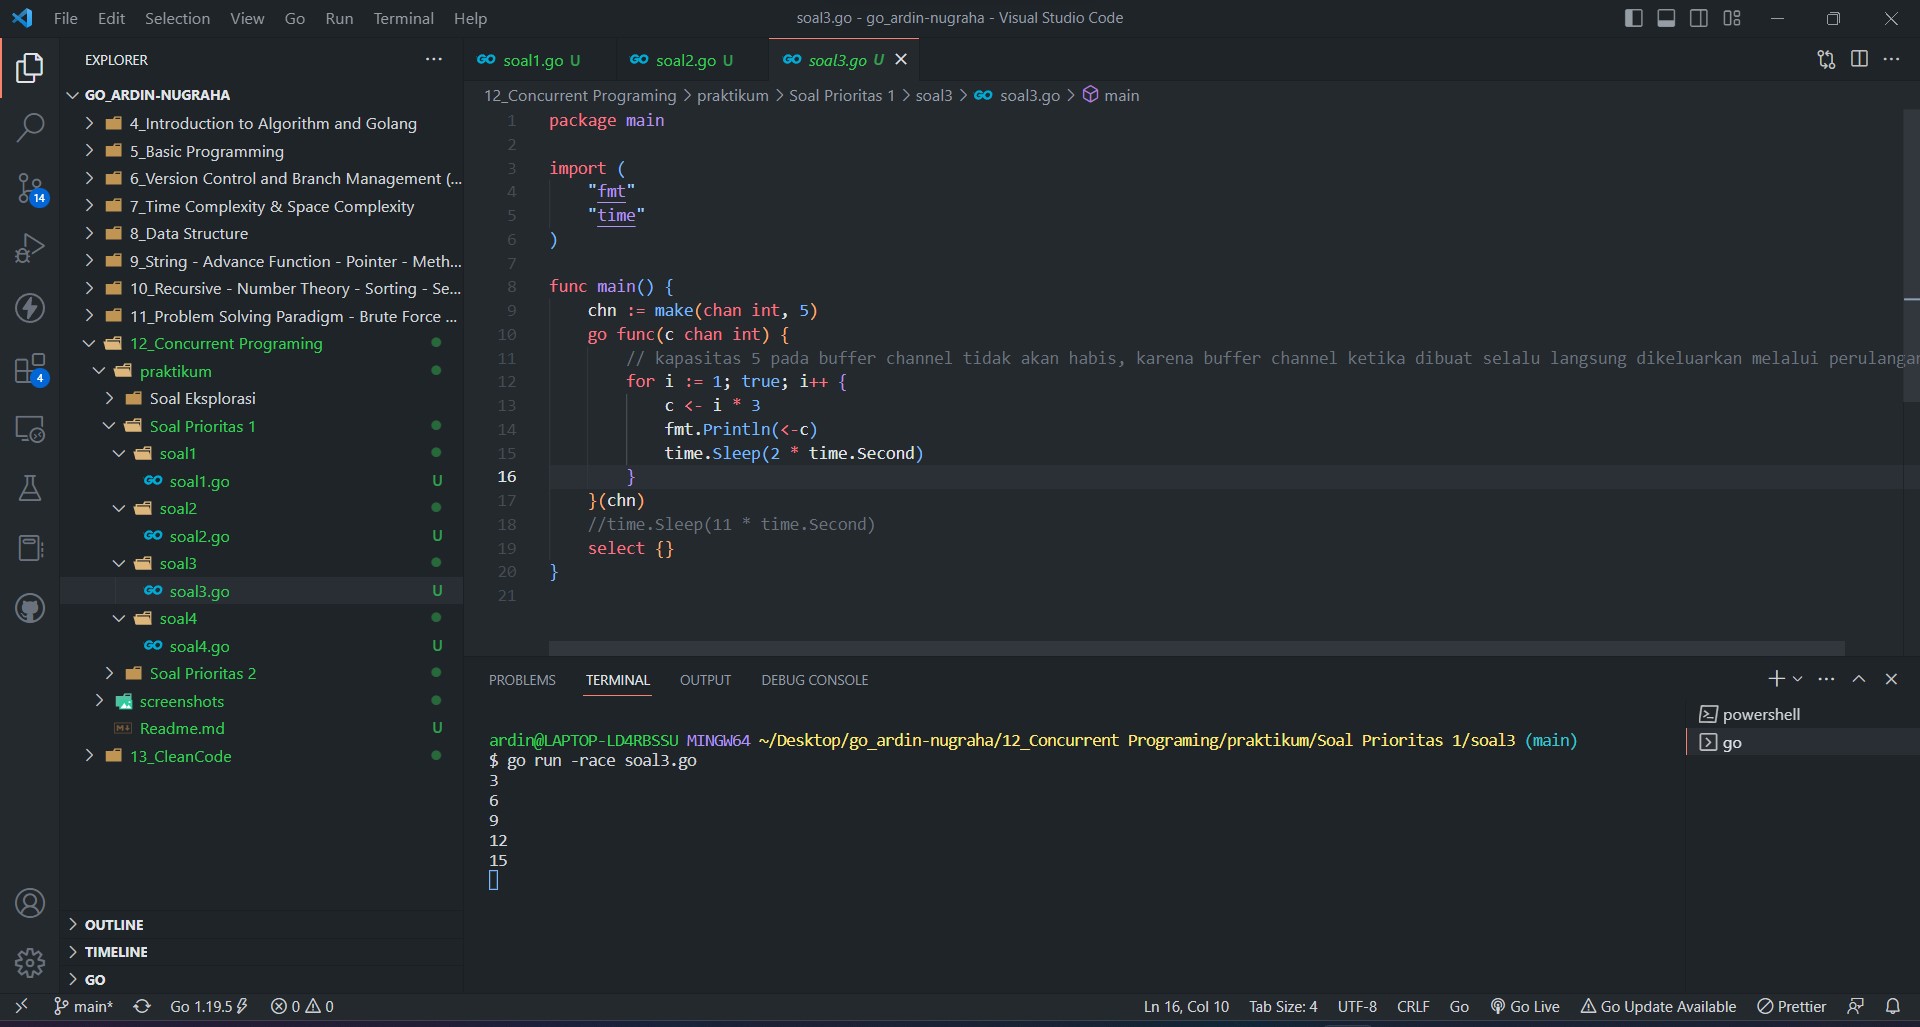 File Edit Selection View Go Run Terminal Help
soal3.go - go_ardin-nugraha - Visual Studio Code
EXPLORER
GO_ARDIN-NUGRAHA
4_Introduction to Algorithm and Golang
5_Basic Programming
6_Version Control and Branch Management (...
7_Time Complexity & Space Complexity
8_Data Structure
9_String - Advance Function - Pointer - Meth...
10_Recursive - Number Theory - Sorting - Se...
11_Problem Solving Paradigm - Brute Force ...
12_Concurrent Programing
praktikum
Soal Eksplorasi
Soal Prioritas 1
soal1
GO soal1.go U
soal2
GO soal2.go U
soal3
GO soal3.go U
soal4
GO soal4.go U
Soal Prioritas 2
screenshots
M↓ Readme.md U
13_CleanCode
OUTLINE
TIMELINE
GO
14
4
GO soal1.go U GO soal2.go U GO soal3.go U
12_Concurrent Programing > praktikum > Soal Prioritas 1 > soal3 > GO soal3.go > main
1 package main
2
3 import (
4 "fmt"
5 "time"
6 )
7
8 func main() {
9 chn := make(chan int, 5)
10 go func(c chan int) {
11 // kapasitas 5 pada buffer channel tidak akan habis, karena buffer channel ketika dibuat selalu langsung dikeluarkan melalui perulangan
12 for i := 1; true; i++ {
13 c <- i * 3
14 fmt.Println(<-c)
15 time.Sleep(2 * time.Second)
16 }
17 }(chn)
18 //time.Sleep(11 * time.Second)
19 select {}
20 }
21
PROBLEMS TERMINAL OUTPUT DEBUG CONSOLE
powershell
go
ardin@LAPTOP-LD4RBSSU MINGW64 ~/Desktop/go_ardin-nugraha/12_Concurrent Programing/praktikum/Soal Prioritas 1/soal3 (main)
$ go run -race soal3.go
3
6
9
12
15
main* Go 1.19.5 0 0 Ln 16, Col 10 Tab Size: 4 UTF-8 CRLF Go Go Live Go Update Available Prettier